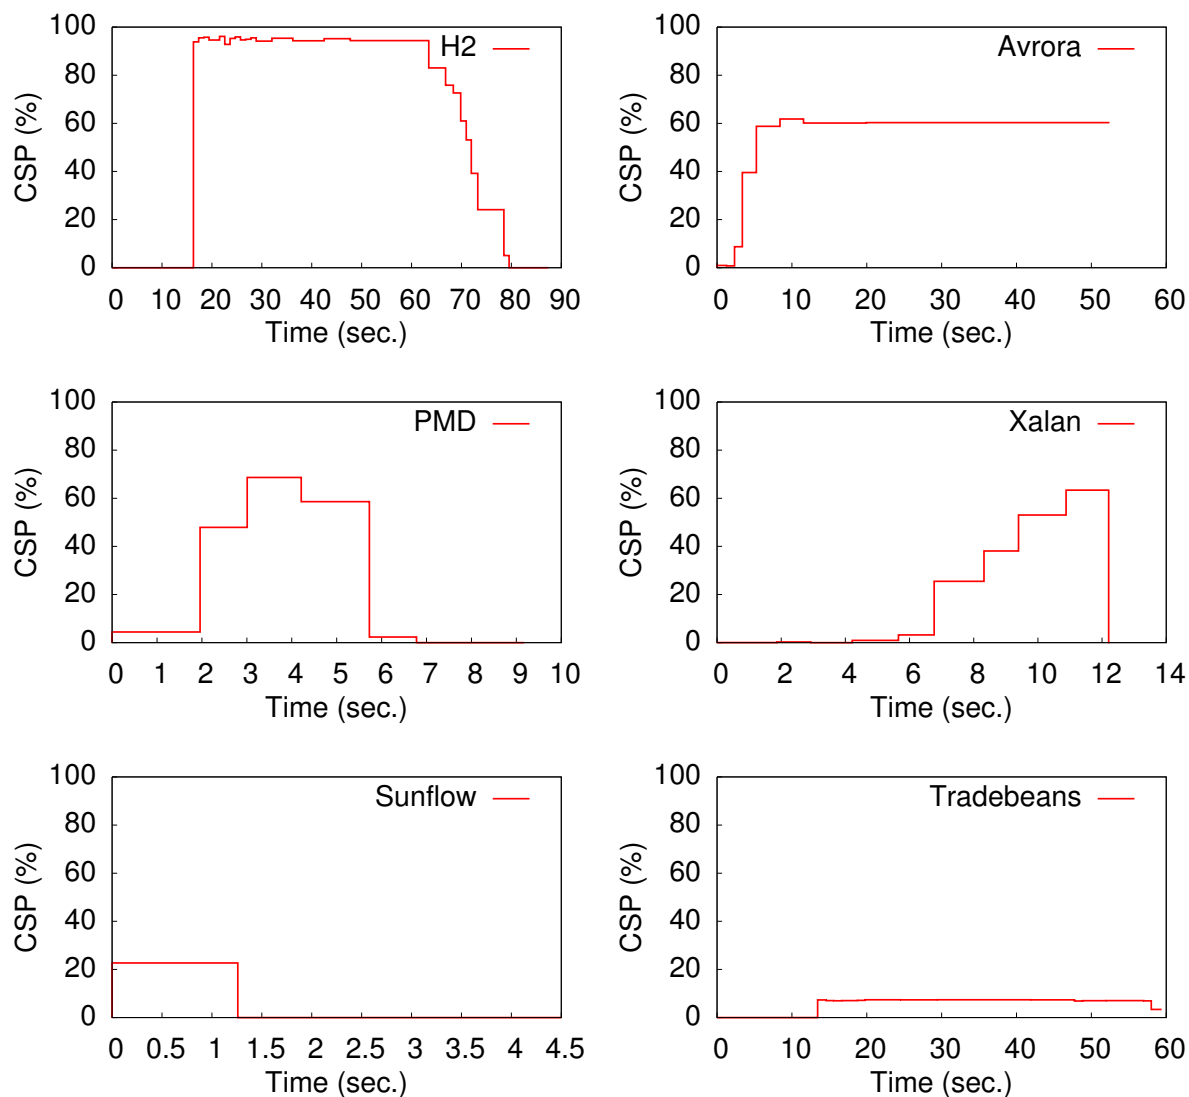 100
80
60
40
20
0
CSP (%)
H2
0 10 20 30 40 50 60 70 80 90
Time (sec.)
100
80
60
40
20
0
CSP (%)
Avrora
0 10 20 30 40 50 60
Time (sec.)
100
80
60
40
20
0
CSP (%)
PMD
0 1 2 3 4 5 6 7 8 9 10
Time (sec.)
100
80
60
40
20
0
CSP (%)
Xalan
0 2 4 6 8 10 12 14
Time (sec.)
100
80
60
40
20
0
CSP (%)
Sunflow
0 0.5 1 1.5 2 2.5 3 3.5 4 4.5
Time (sec.)
100
80
60
40
20
0
CSP (%)
Tradebeans
0 10 20 30 40 50 60
Time (sec.)